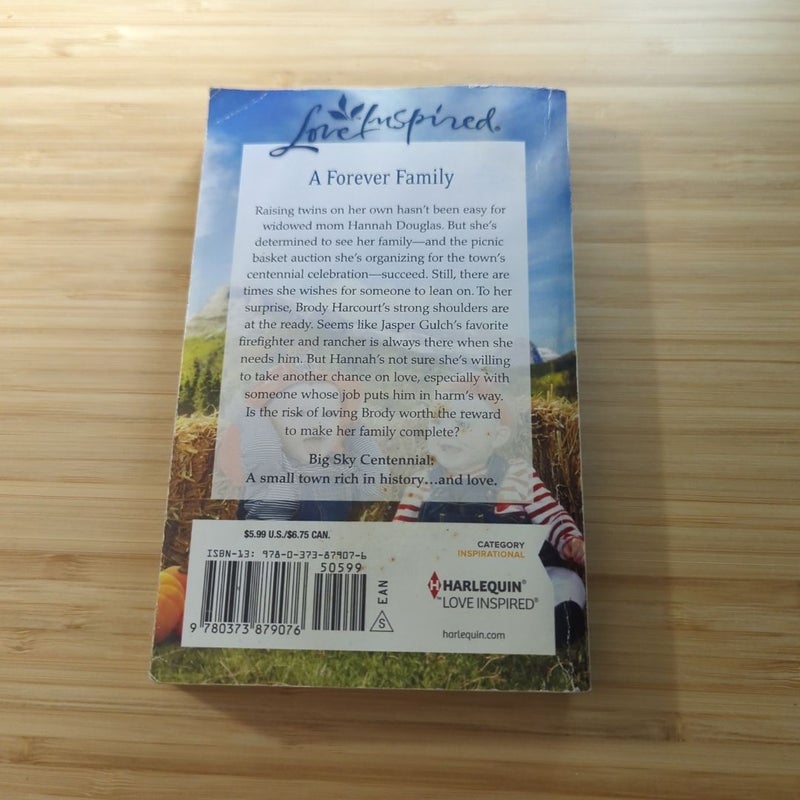 Love Inspired®
A Forever Family
Raising twins on her own hasn't been easy for
widowed mom Hannah Douglas. But she's
determined to see her family—and the picnic
basket auction she's organizing for the town's
centennial celebration—succeed. Still, there are
times she wishes for someone to lean on. To her
surprise, Brody Harcourt's strong shoulders are
at the ready. Seems like Jasper Gulch's favorite
firefighter and rancher is always there when she
needs him. But Hannah's not sure she's willing
to take another chance on love, especially with
someone whose job puts him in harm's way.
Is the risk of loving Brody worth the reward
to make her family complete?
Big Sky Centennial:
A small town rich in history…and love.
$5.99 U.S./$6.75 CAN.
ISBN-13: 978-0-373-87907-6
50599
9 780373 879076
EAN
S
CATEGORY
INSPIRATIONAL
H HARLEQUIN®
™ LOVE INSPIRED®
harlequin.com